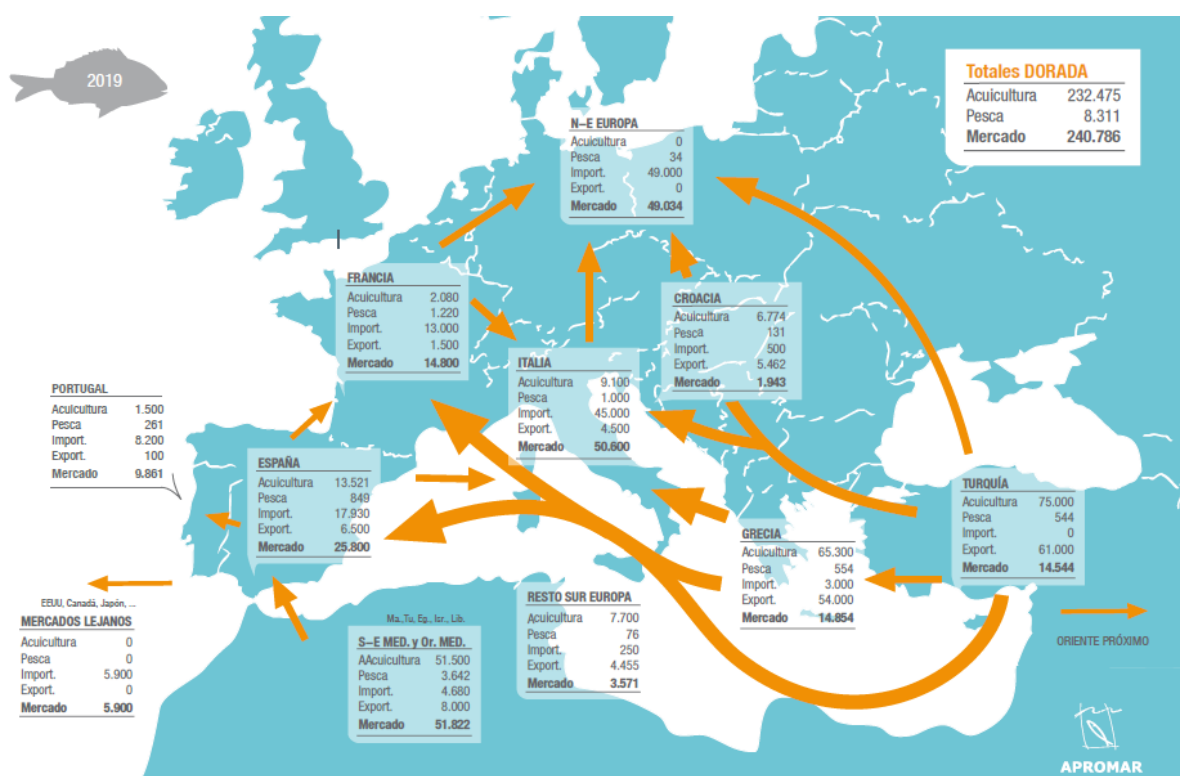 2019
Totales DORADA
Acuicultura 232.475
Pesca 8.311
Mercado 240.786
N–E EUROPA
Acuicultura 0
Pesca 34
Import. 49.000
Export. 0
Mercado 49.034
FRANCIA
Acuicultura 2.080
Pesca 1.220
Import. 13.000
Export. 1.500
Mercado 14.800
CROACIA
Acuicultura 6.774
Pesca 131
Import. 500
Export. 5.462
Mercado 1.943
ITALIA
Acuicultura 9.100
Pesca 1.000
Import. 45.000
Export. 4.500
Mercado 50.600
PORTUGAL
Acuicultura 1.500
Pesca 261
Import. 8.200
Export. 100
Mercado 9.861
ESPAÑA
Acuicultura 13.521
Pesca 849
Import. 17.930
Export. 6.500
Mercado 25.800
TURQUÍA
Acuicultura 75.000
Pesca 544
Import. 0
Export. 61.000
Mercado 14.544
GRECIA
Acuicultura 65.300
Pesca 554
Import. 3.000
Export. 54.000
Mercado 14.854
EEUU, Canadá, Japón, ...
MERCADOS LEJANOS
Acuicultura 0
Pesca 0
Import. 5.900
Export. 0
Mercado 5.900
Ma.,Tu, Eg., Isr., Lib.
S–E MED. y Or. MED.
AAcuicultura 51.500
Pesca 3.642
Import. 4.680
Export. 8.000
Mercado 51.822
RESTO SUR EUROPA
Acuicultura 7.700
Pesca 76
Import. 250
Export. 4.455
Mercado 3.571
ORIENTE PRÓXIMO
APROMAR